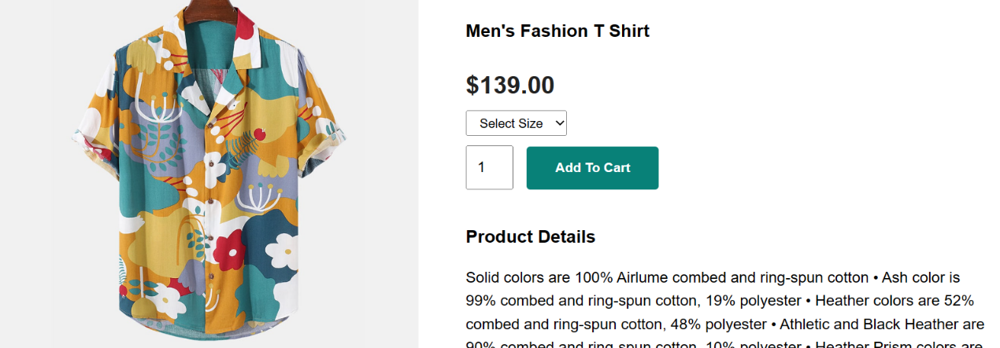 Men's Fashion T Shirt
$139.00
Select Size
1
Add To Cart
Product Details
Solid colors are 100% Airlume combed and ring-spun cotton • Ash color is
99% combed and ring-spun cotton, 19% polyester • Heather colors are 52%
combed and ring-spun cotton, 48% polyester • Athletic and Black Heather are
90% combed and ring-spun cotton, 10% polyester • Heather Prism colors are